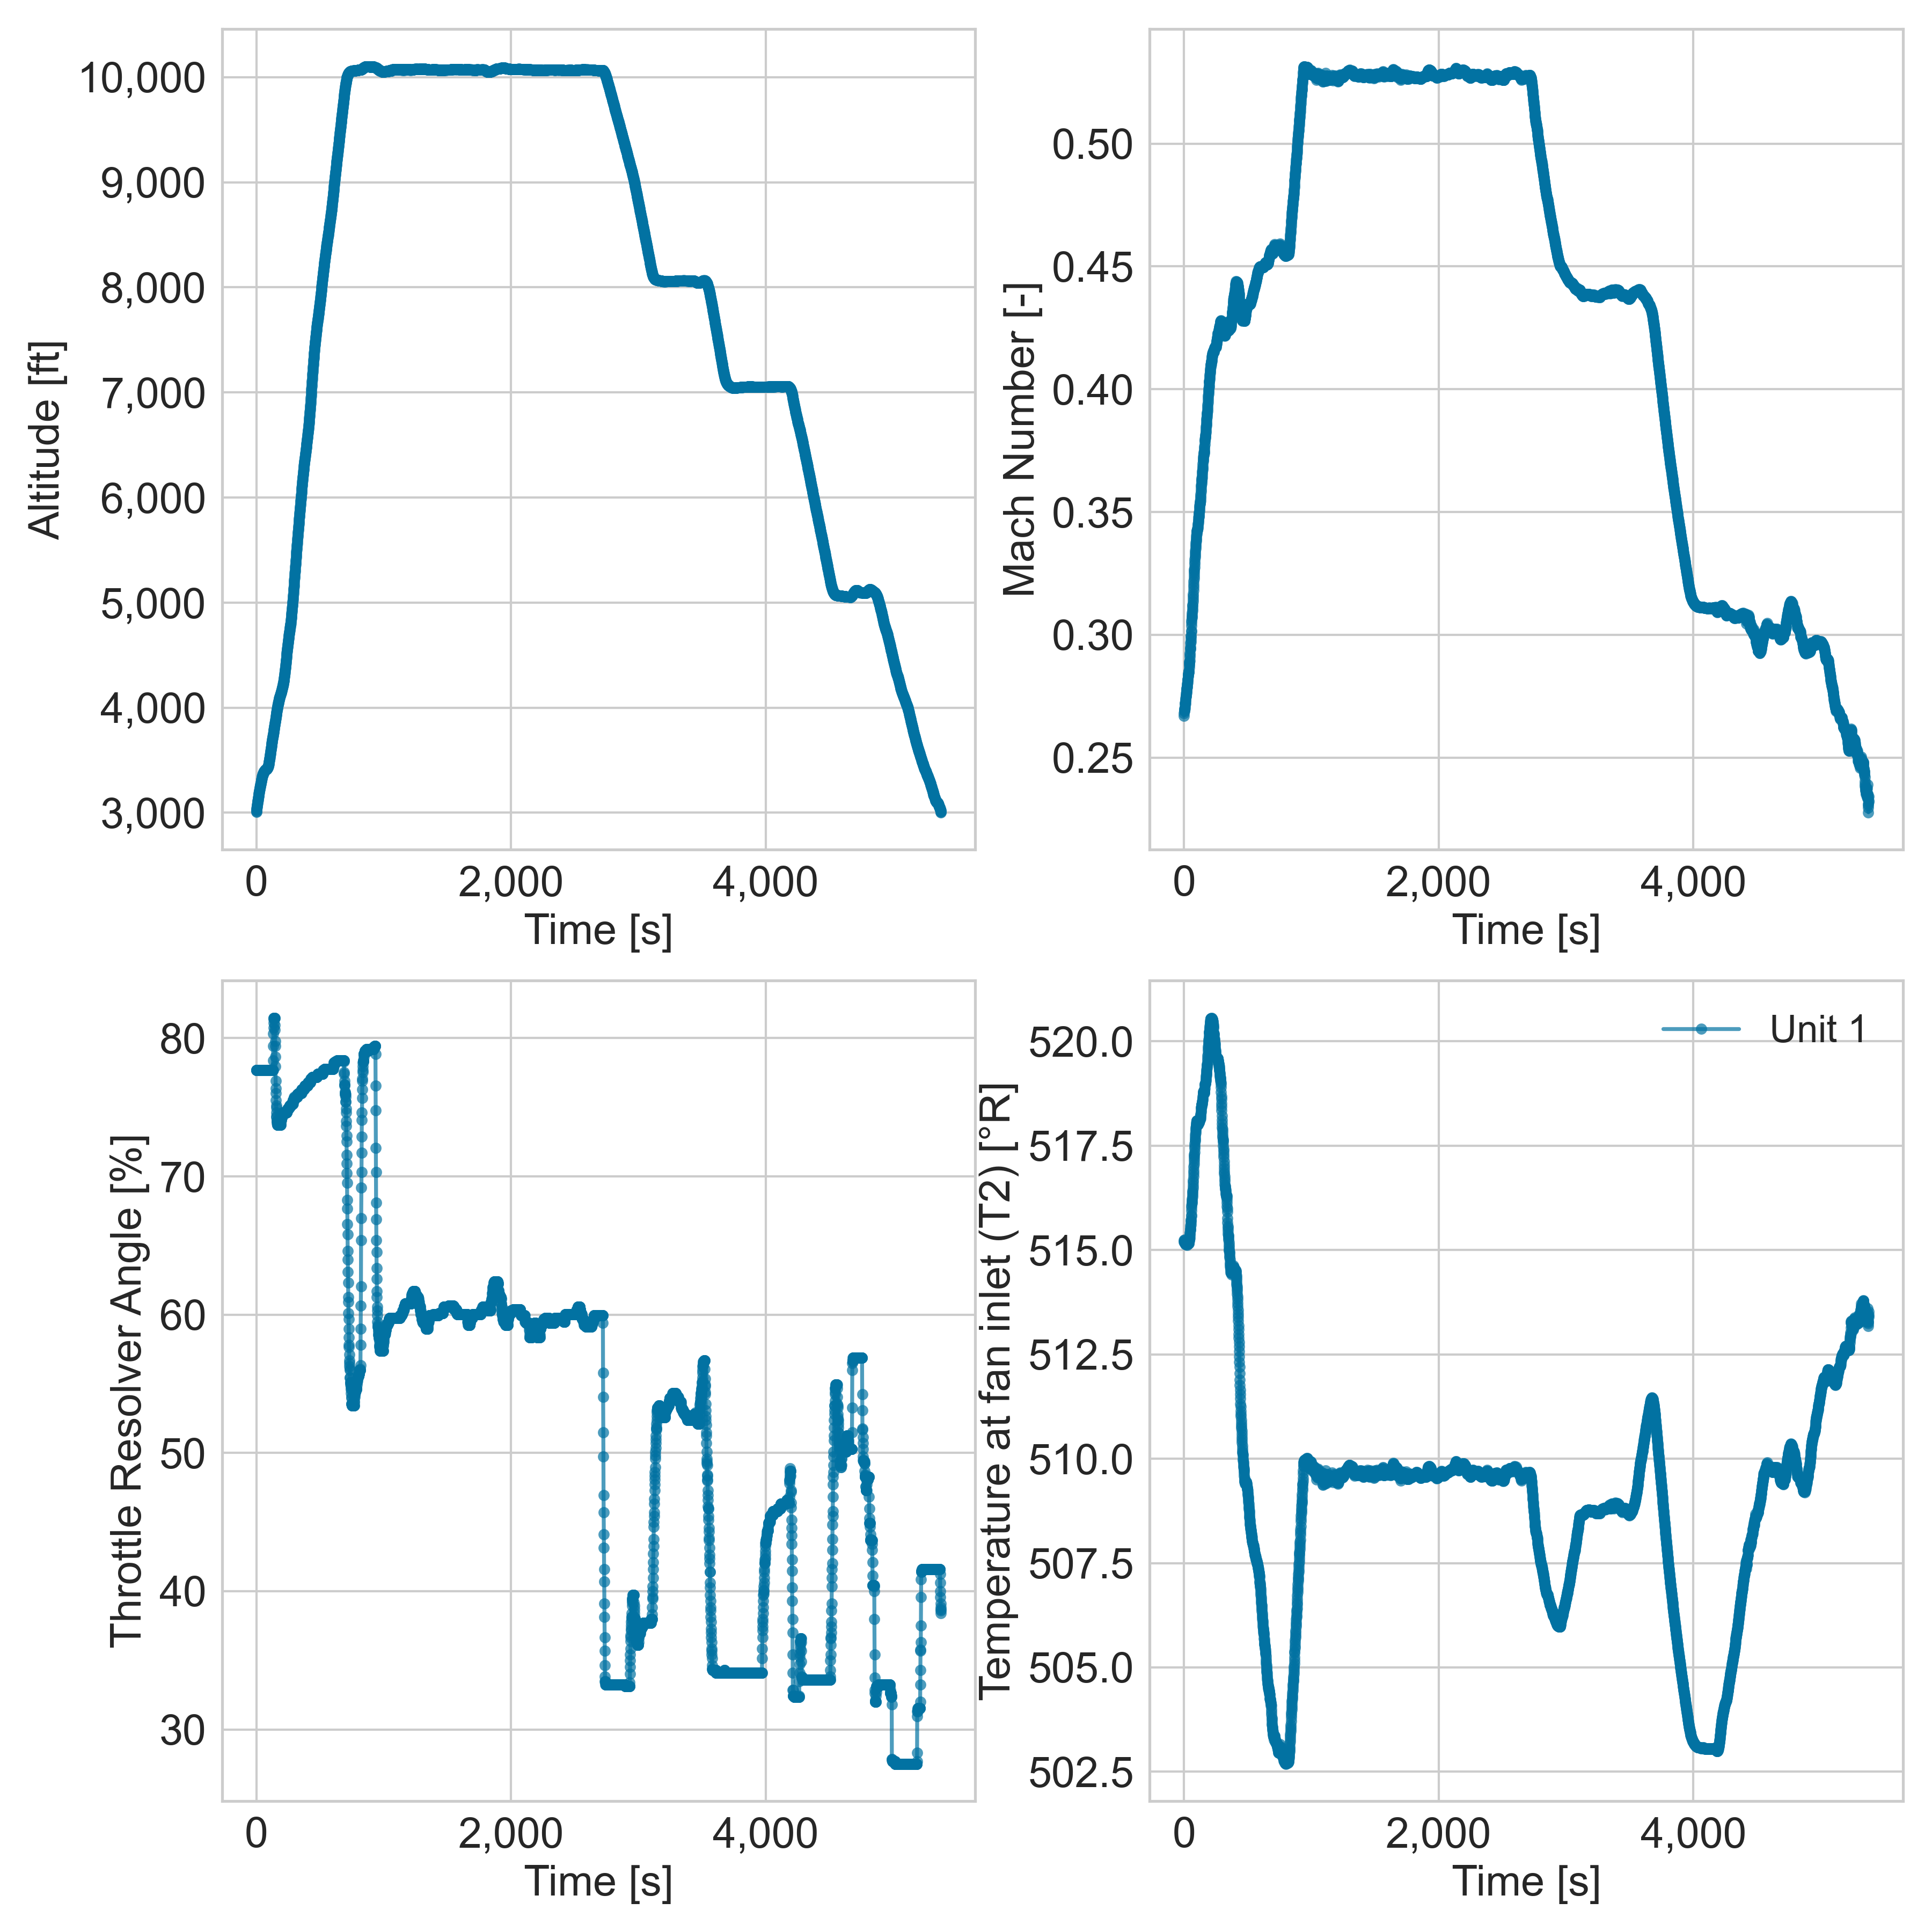 Altitude [ft]
10,000
9,000
8,000
7,000
6,000
5,000
4,000
3,000
0 2,000 4,000
Time [s]
Mach Number [-]
0.50
0.45
0.40
0.35
0.30
0.25
0 2,000 4,000
Time [s]
Throttle Resolver Angle [%]
80
70
60
50
40
30
0 2,000 4,000
Time [s]
Temperature at fan inlet (T2) [°R]
520.0
517.5
515.0
512.5
510.0
507.5
505.0
502.5
Unit 1
0 2,000 4,000
Time [s]